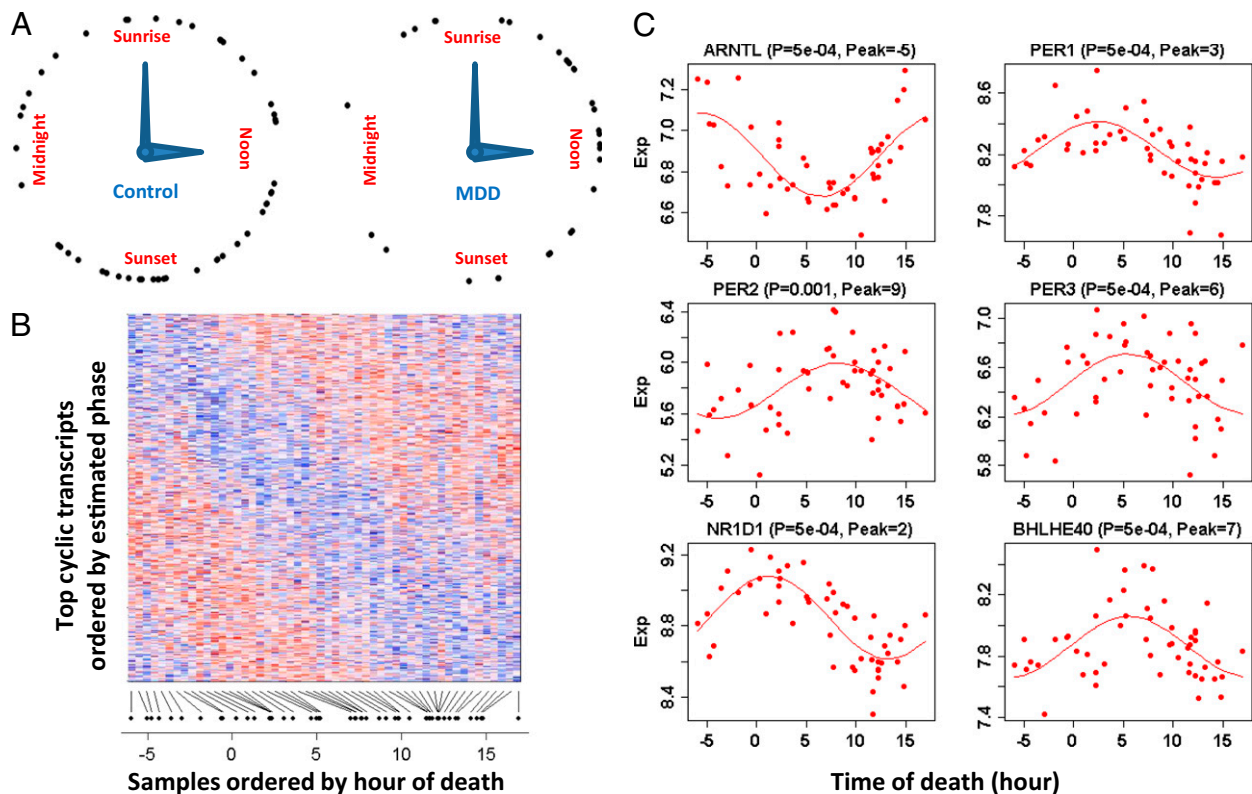 A
Sunrise
Midnight
Noon
Control
Sunset
Sunrise
Midnight
Noon
MDD
Sunset
B
Top cyclic transcripts
ordered by estimated phase
-5 0 5 10 15
Samples ordered by hour of death
C
ARNTL (P=5e-04, Peak=-5)
Exp
7.2
7.0
6.8
6.6
-5 0 5 10 15
PER1 (P=5e-04, Peak=3)
8.6
8.2
7.8
-5 0 5 10 15
PER2 (P=0.001, Peak=9)
Exp
6.4
6.0
5.6
5.2
-5 0 5 10 15
PER3 (P=5e-04, Peak=6)
7.0
6.6
6.2
5.8
-5 0 5 10 15
NR1D1 (P=5e-04, Peak=2)
Exp
9.2
8.8
8.4
-5 0 5 10 15
BHLHE40 (P=5e-04, Peak=7)
8.2
7.8
7.4
-5 0 5 10 15
Time of death (hour)